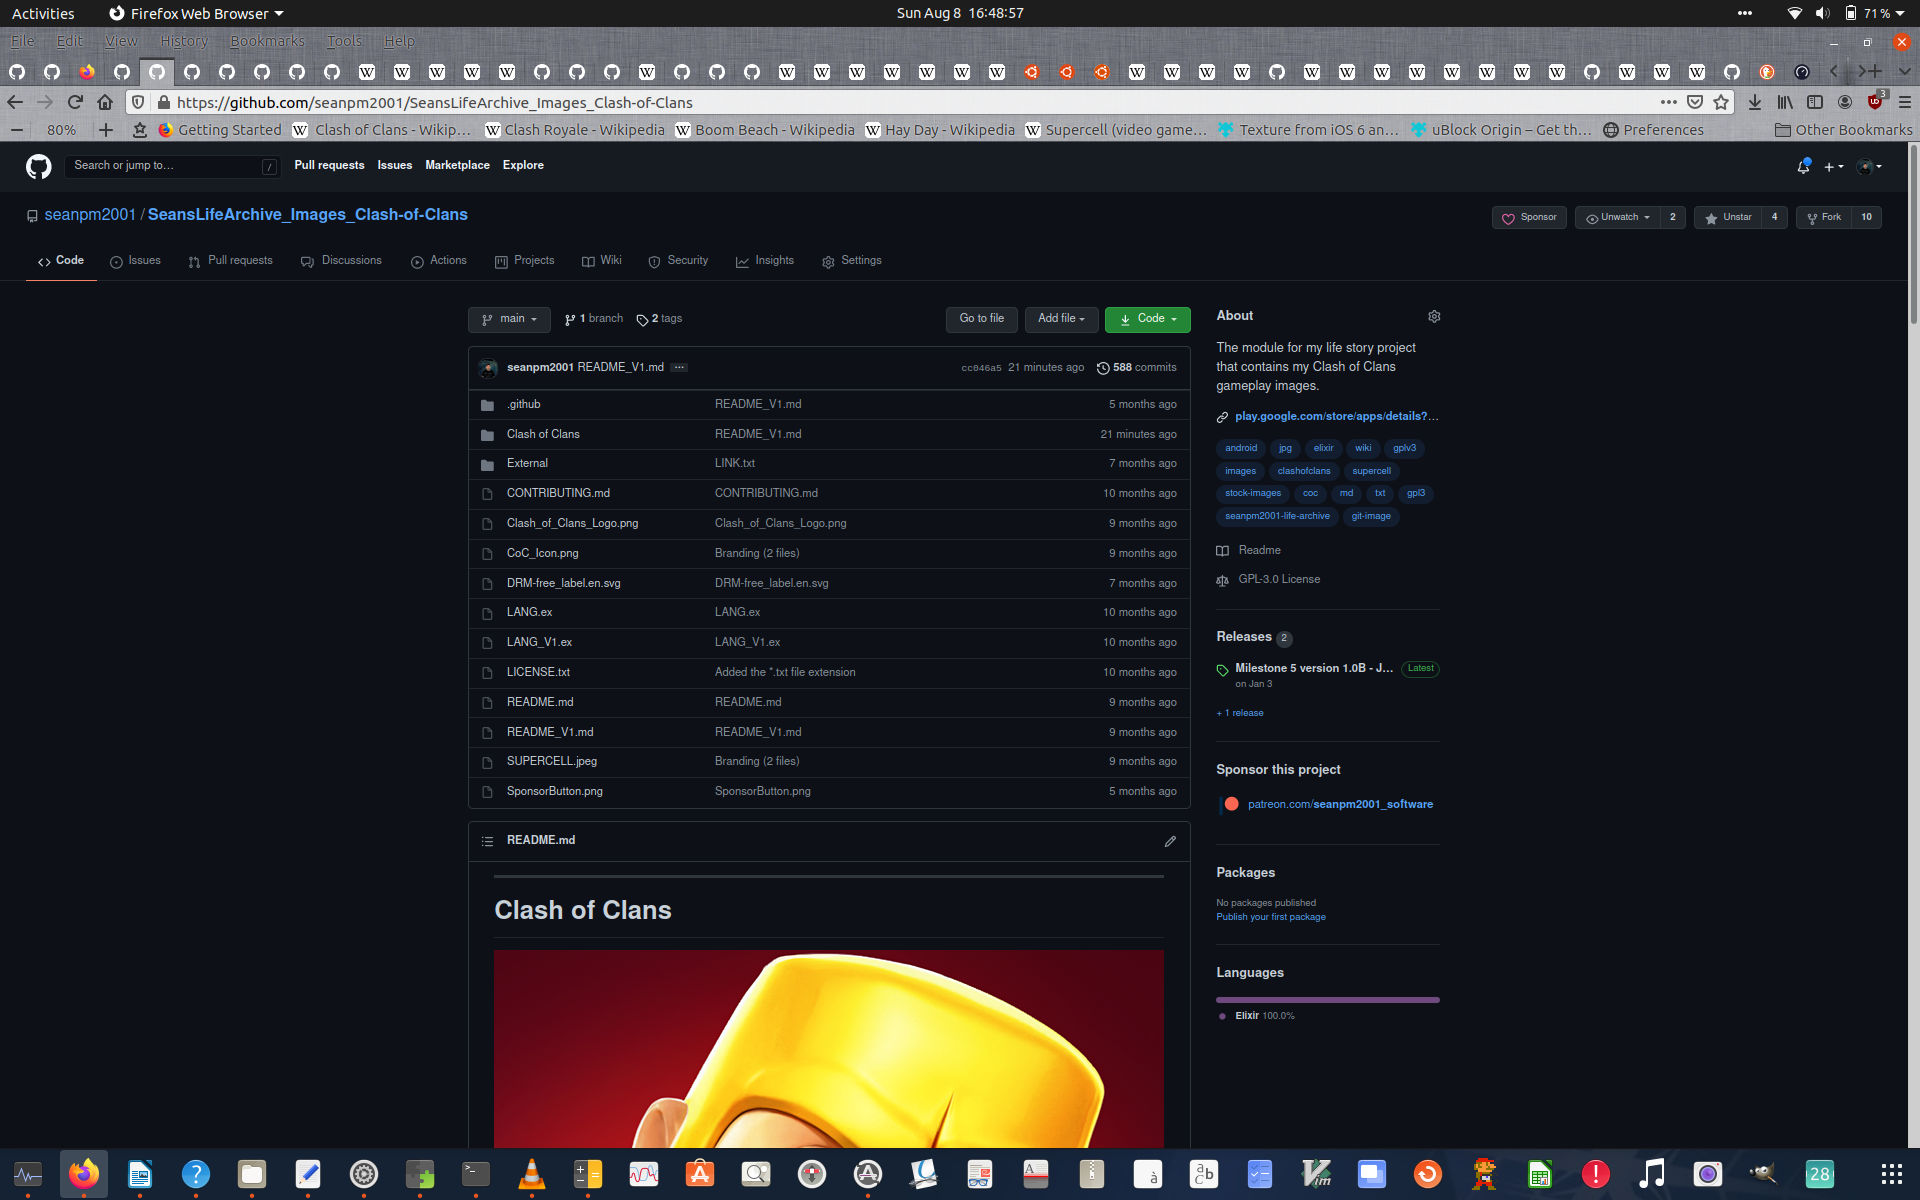 Activities Firefox Web Browser Sun Aug 8 16:48:57 71 %
File Edit View History Bookmarks Tools Help
https://github.com/seanpm2001/SeansLifeArchive_Images_Clash-of-Clans 3
80% Getting Started Clash of Clans - Wikip… Clash Royale - Wikipedia Boom Beach - Wikipedia Hay Day - Wikipedia Supercell (video game… Texture from iOS 6 an… uBlock Origin – Get th… Preferences Other Bookmarks
Search or jump to… / Pull requests Issues Marketplace Explore
seanpm2001 / SeansLifeArchive_Images_Clash-of-Clans Sponsor Unwatch 2 Unstar 4 Fork 10
Code Issues Pull requests Discussions Actions Projects Wiki Security Insights Settings
main 1 branch 2 tags Go to file Add file Code
seanpm2001 README_V1.md ... cc046a5 21 minutes ago 588 commits
.github README_V1.md 5 months ago
Clash of Clans README_V1.md 21 minutes ago
External LINK.txt 7 months ago
CONTRIBUTING.md CONTRIBUTING.md 10 months ago
Clash_of_Clans_Logo.png Clash_of_Clans_Logo.png 9 months ago
CoC_Icon.png Branding (2 files) 9 months ago
DRM-free_label.en.svg DRM-free_label.en.svg 7 months ago
LANG.ex LANG.ex 10 months ago
LANG_V1.ex LANG_V1.ex 10 months ago
LICENSE.txt Added the *.txt file extension 10 months ago
README.md README.md 9 months ago
README_V1.md README_V1.md 9 months ago
SUPERCELL.jpeg Branding (2 files) 9 months ago
SponsorButton.png SponsorButton.png 5 months ago
README.md
Clash of Clans
About
The module for my life story project
that contains my Clash of Clans
gameplay images.
play.google.com/store/apps/details?…
android jpg elixir wiki gplv3
images clashofclans supercell
stock-images coc md txt gpl3
seanpm2001-life-archive git-image
Readme
GPL-3.0 License
Releases 2
Milestone 5 version 1.0B - J… Latest
on Jan 3
+ 1 release
Sponsor this project
patreon.com/seanpm2001_software
Packages
No packages published
Publish your first package
Languages
Elixir 100.0%
28